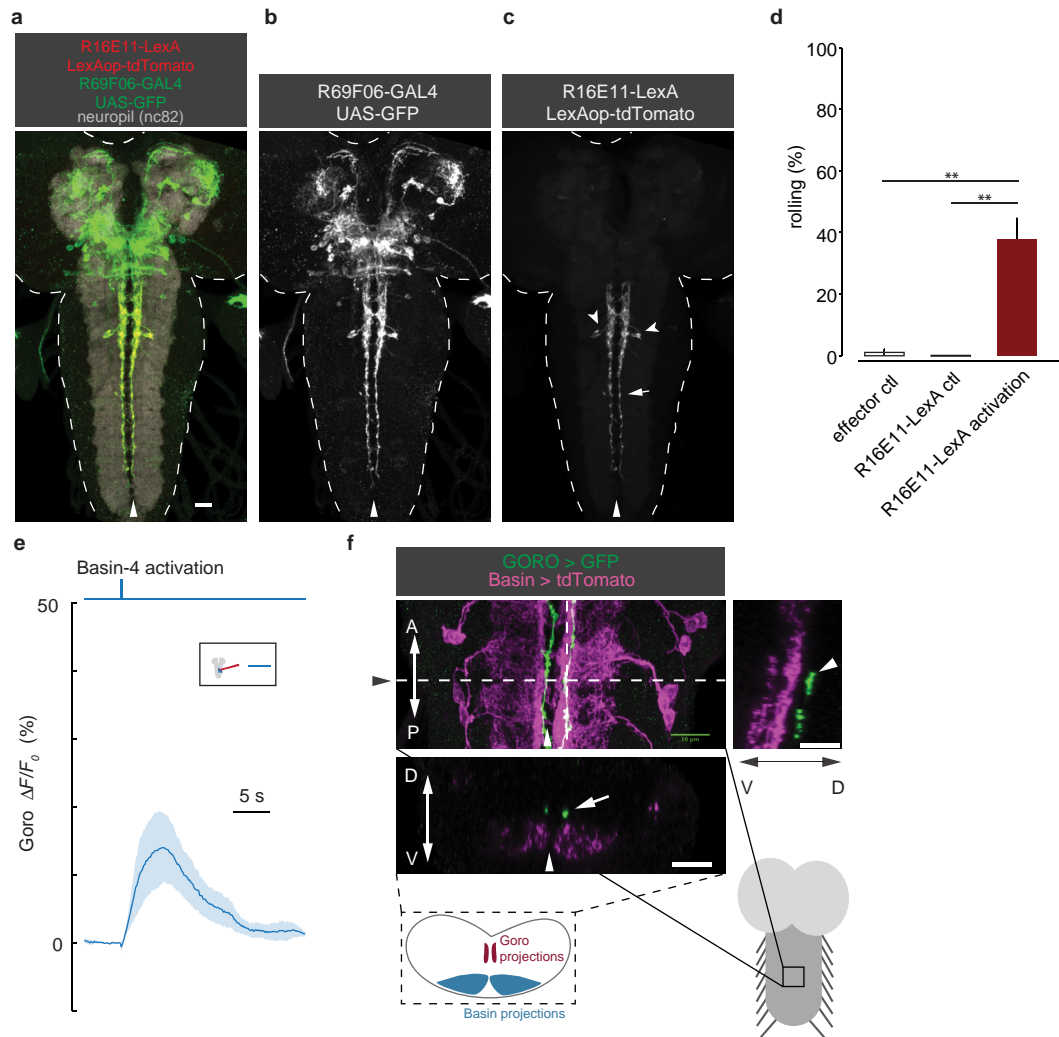 a
R16E11-LexA
LexAop-tdTomato
R69F06-GAL4
UAS-GFP
neuropil (nc82)
b
R69F06-GAL4
UAS-GFP
c
R16E11-LexA
LexAop-tdTomato
d
100
80
60
40
20
0
rolling (%)
**
**
effector ctl
R16E11-LexA ctl
R16E11-LexA activation
e
Basin-4 activation
50
0
Goro ΔF/F0 (%)
5 s
f
GORO > GFP
Basin > tdTomato
A
P
10 µm
V
D
D
V
Goro
projections
Basin projections